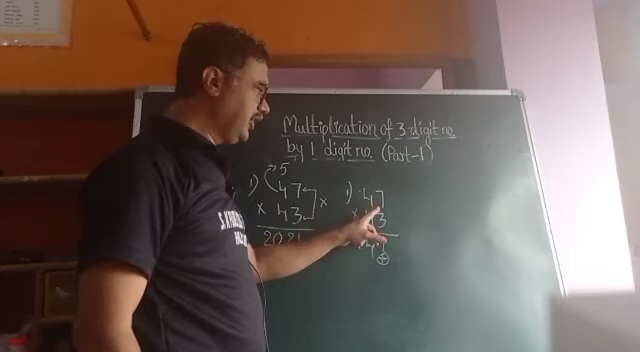 Multiplication of 3-digit no.
by 1 digit no. (Part-1)
5
1) 47
× 43 ×
2021
1) 47
× 43